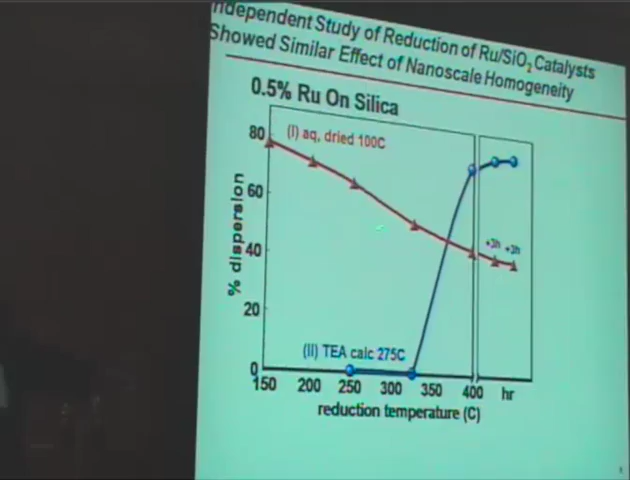 ndependent Study of Reduction of Ru/SiO2 Catalysts
Showed Similar Effect of Nanoscale Homogeneity
0.5% Ru On Silica
(I) aq, dried 100C
80
60
40
20
0
% dispersion
+3h +3h
(II) TEA calc 275C
150 200 250 300 350 400 hr
reduction temperature (C)